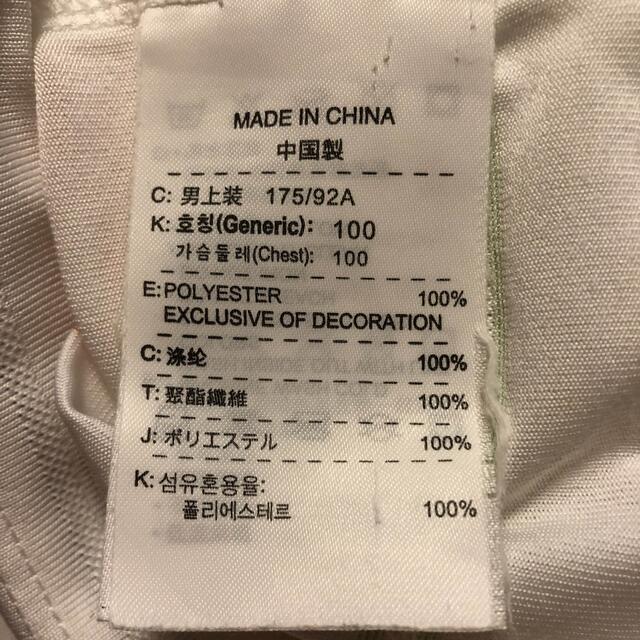 MADE IN CHINA
中国製
C: 男上装 175/92A
K: 호칭(Generic): 100
가슴둘레(Chest): 100
E: POLYESTER 100%
EXCLUSIVE OF DECORATION
C: 涤纶 100%
T: 聚酯纖維 100%
J: ポリエステル 100%
K: 섬유혼용율:
폴리에스테르 100%